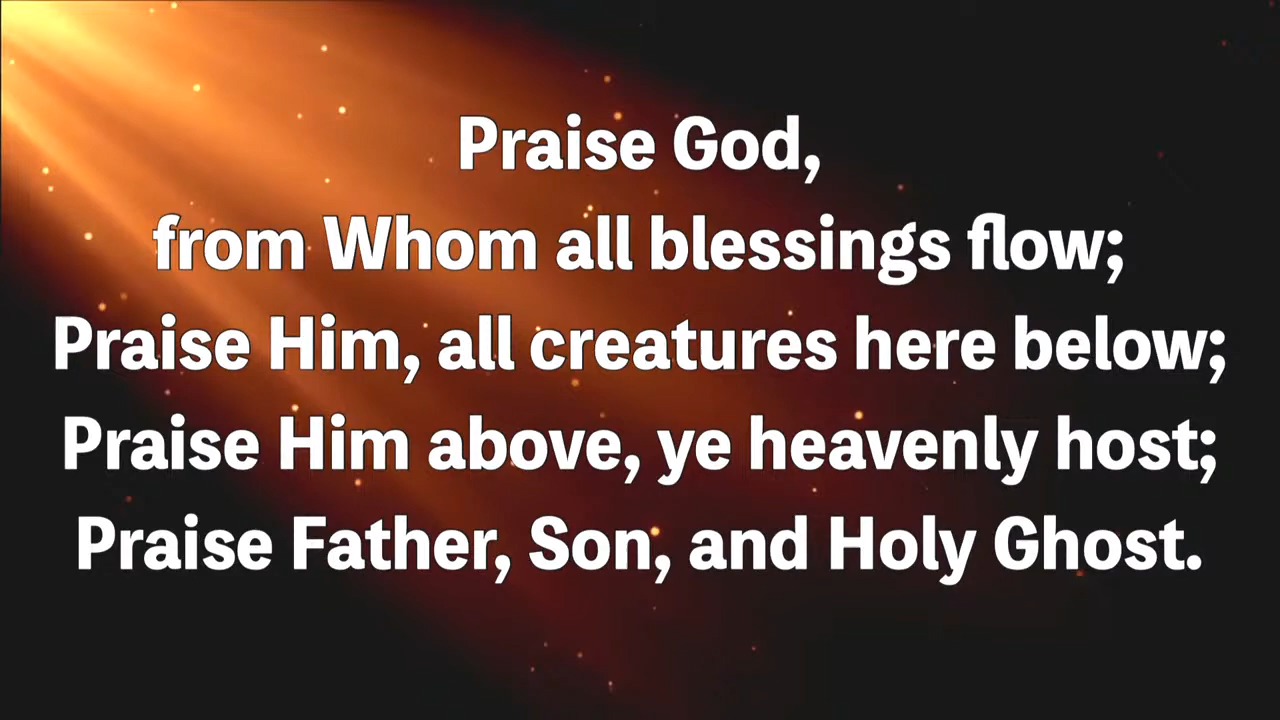 Praise God,
from Whom all blessings flow;
Praise Him, all creatures here below;
Praise Him above, ye heavenly host;
Praise Father, Son, and Holy Ghost.